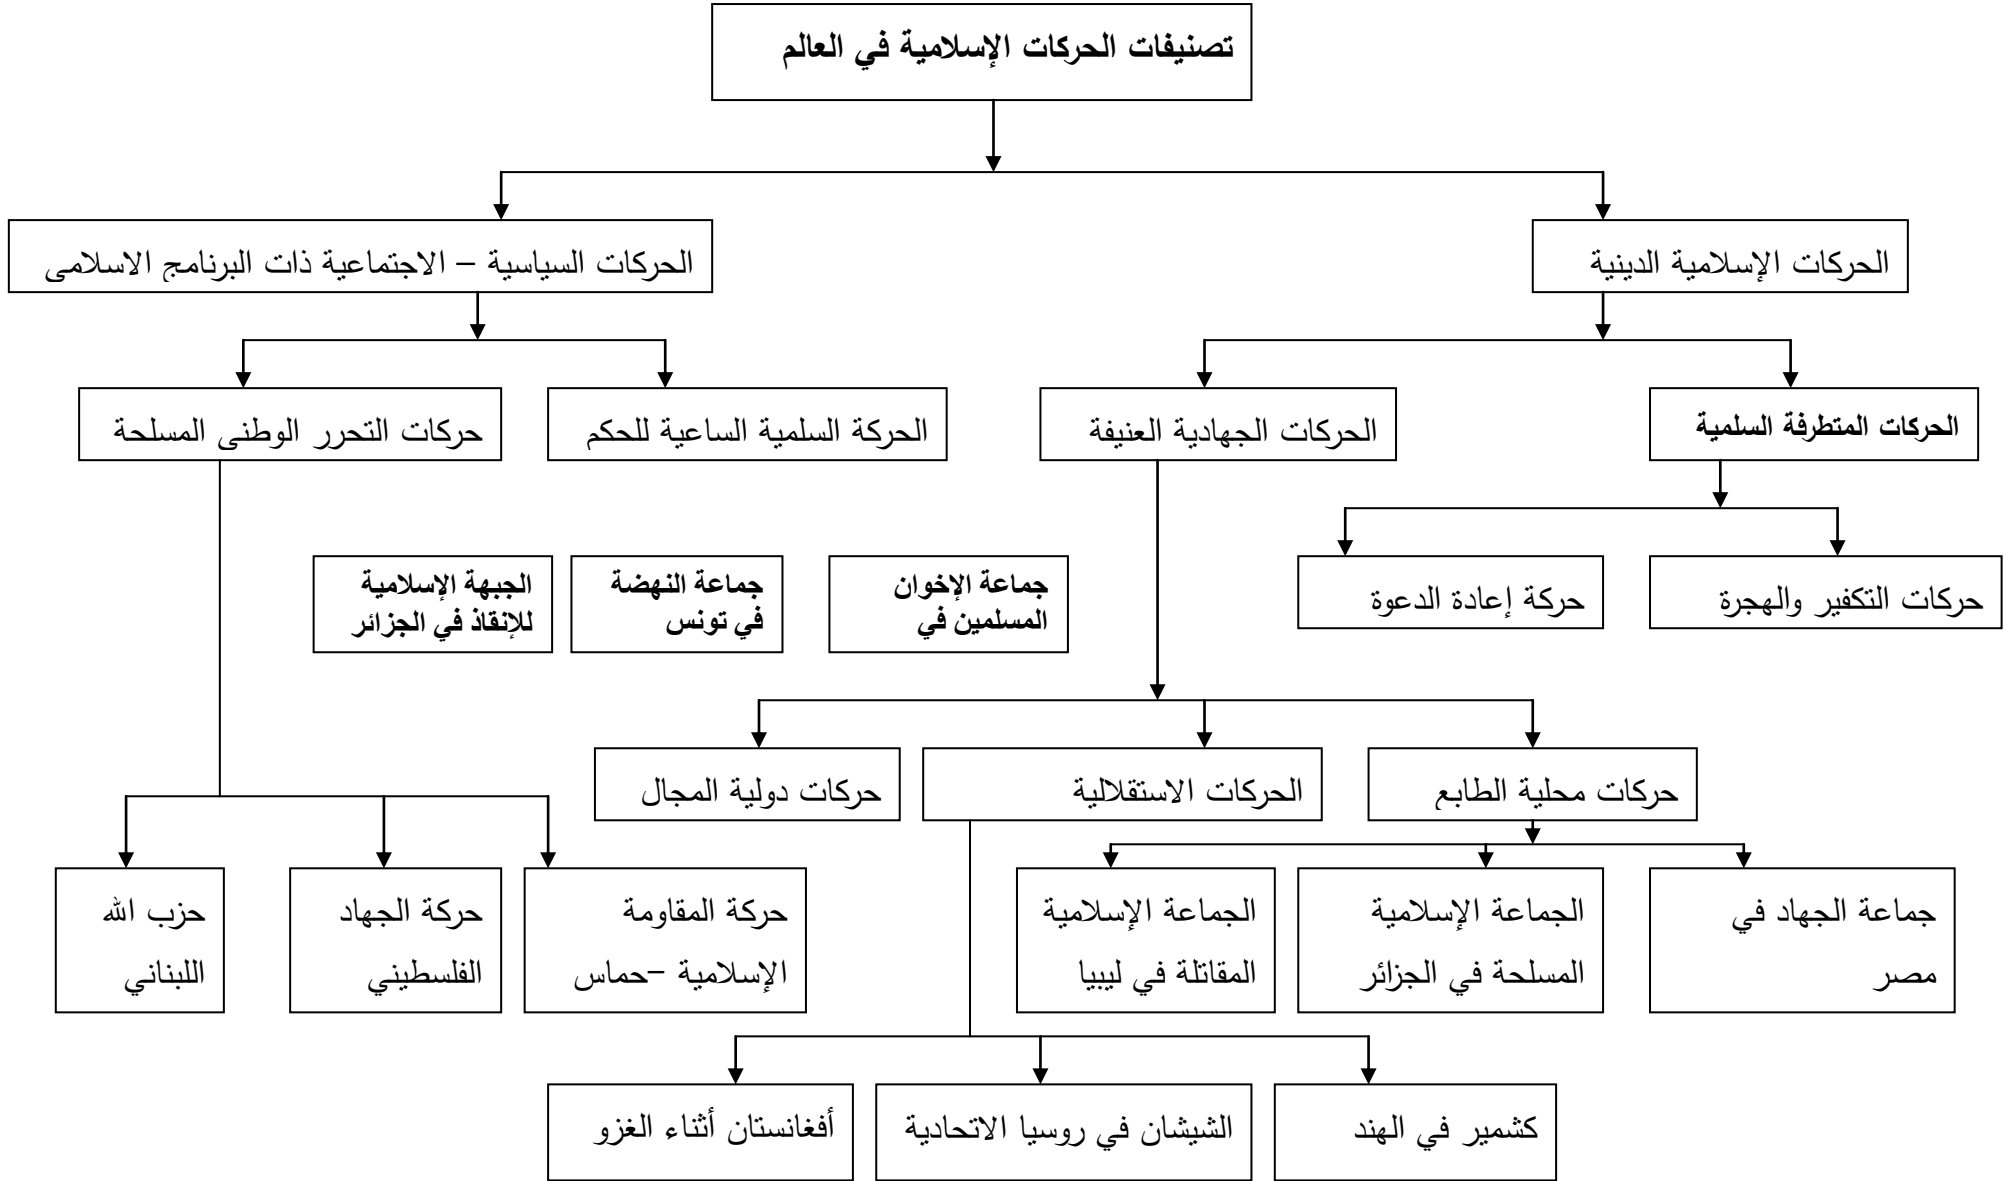 تصنيفات الحركات الإسلامية في العالم
الحركات الإسلامية الدينية
الحركات السياسية – الاجتماعية ذات البرنامج الاسلامى
الحركات المتطرفة السلمية
الحركات الجهادية العنيفة
الحركة السلمية الساعية للحكم
حركات التحرر الوطنى المسلحة
حركات التكفير والهجرة
حركة إعادة الدعوة
جماعة الإخوان
المسلمين في
جماعة النهضة
في تونس
الجبهة الإسلامية
للإنقاذ في الجزائر
حركات محلية الطابع
الحركات الاستقلالية
حركات دولية المجال
جماعة الجهاد في
مصر
الجماعة الإسلامية
المسلحة في الجزائر
الجماعة الإسلامية
المقاتلة في ليبيا
حركة المقاومة
الإسلامية –حماس
حركة الجهاد
الفلسطيني
حزب الله
اللبناني
كشمير في الهند
الشيشان في روسيا الاتحادية
أفغانستان أثناء الغزو